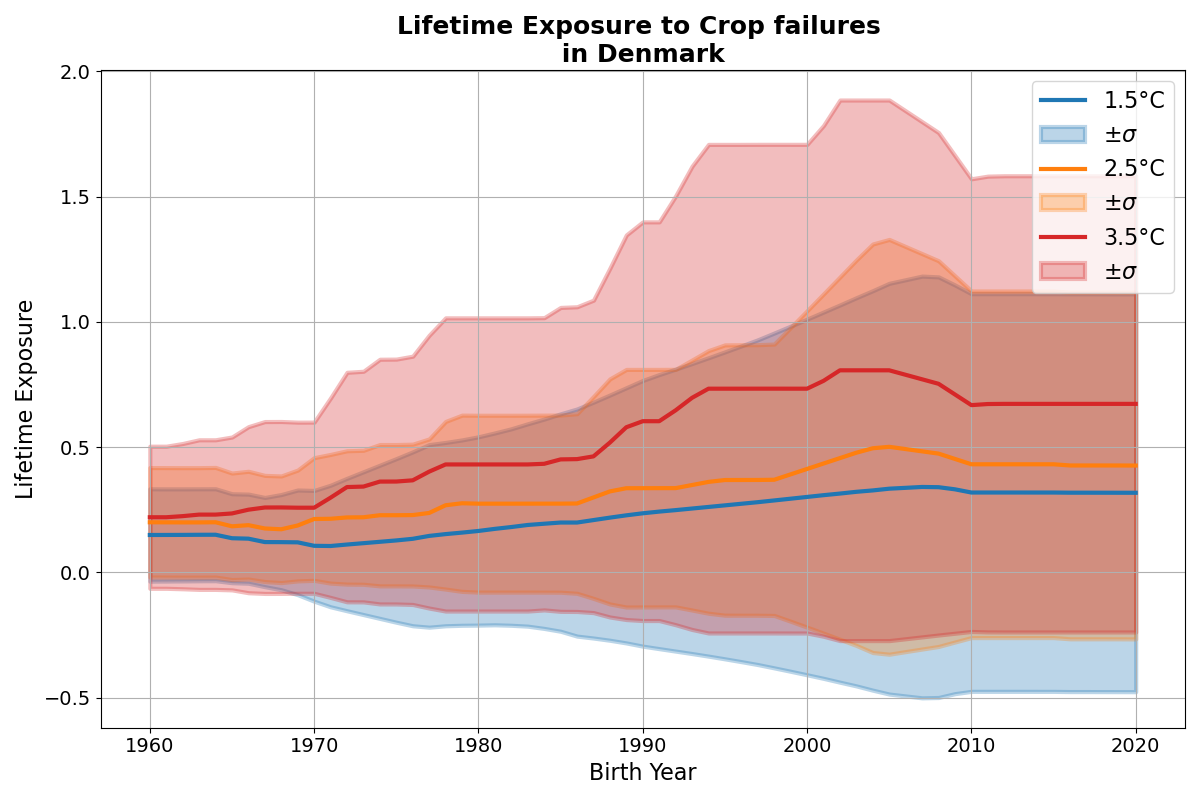 Lifetime Exposure to Crop failures
in Denmark
2.0
1.5
1.0
0.5
0.0
−0.5
Lifetime Exposure
1960
1970
1980
1990
2000
2010
2020
Birth Year
1.5°C
±σ
2.5°C
±σ
3.5°C
±σ